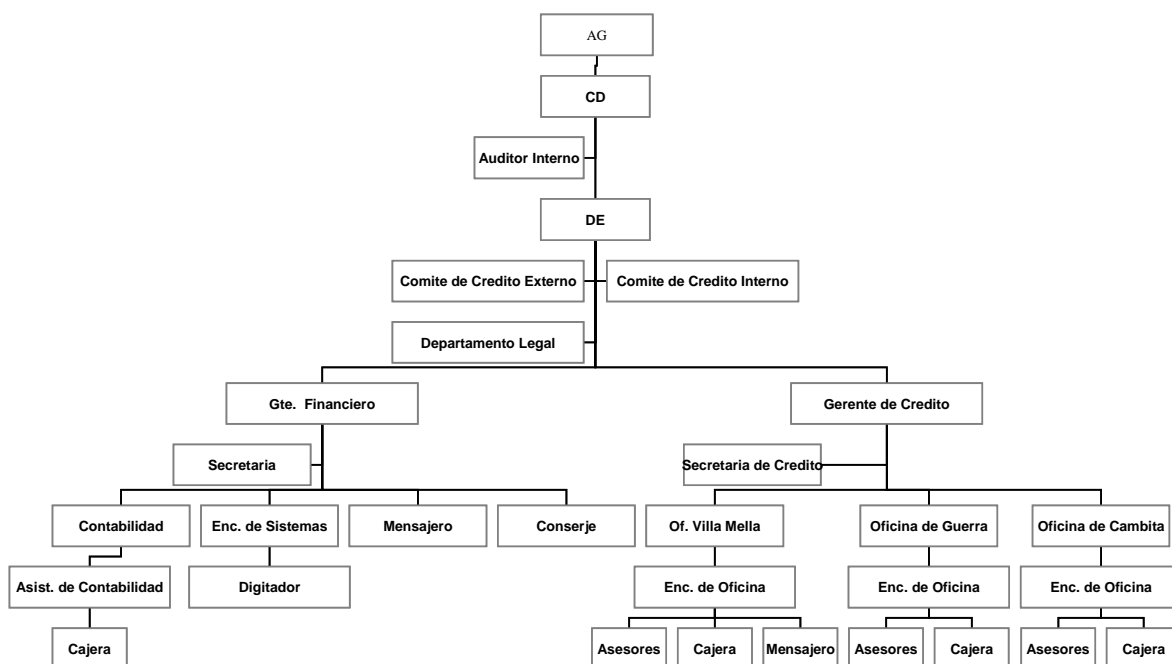 AG
CD
Auditor Interno
DE
Comite de Credito Externo
Comite de Credito Interno
Departamento Legal
Gte. Financiero
Gerente de Credito
Secretaria
Secretaria de Credito
Contabilidad
Enc. de Sistemas
Mensajero
Conserje
Of. Villa Mella
Oficina de Guerra
Oficina de Cambita
Asist. de Contabilidad
Digitador
Enc. de Oficina
Enc. de Oficina
Enc. de Oficina
Cajera
Asesores
Cajera
Mensajero
Asesores
Cajera
Asesores
Cajera